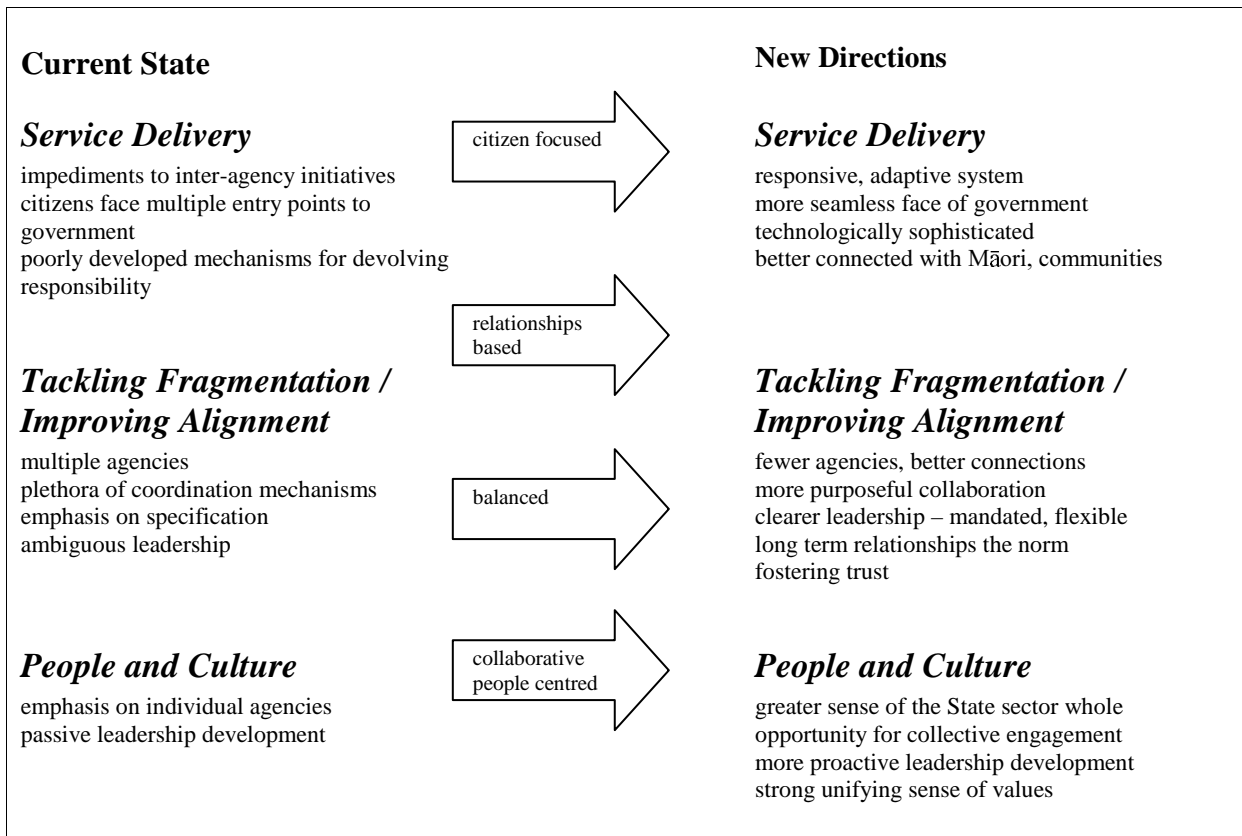 Current State
Service Delivery
impediments to inter-agency initiatives
citizens face multiple entry points to
government
poorly developed mechanisms for devolving
responsibility
Tackling Fragmentation /
Improving Alignment
multiple agencies
plethora of coordination mechanisms
emphasis on specification
ambiguous leadership
People and Culture
emphasis on individual agencies
passive leadership development
citizen focused
relationships
based
balanced
collaborative
people centred
New Directions
Service Delivery
responsive, adaptive system
more seamless face of government
technologically sophisticated
better connected with Māori, communities
Tackling Fragmentation /
Improving Alignment
fewer agencies, better connections
more purposeful collaboration
clearer leadership – mandated, flexible
long term relationships the norm
fostering trust
People and Culture
greater sense of the State sector whole
opportunity for collective engagement
more proactive leadership development
strong unifying sense of values